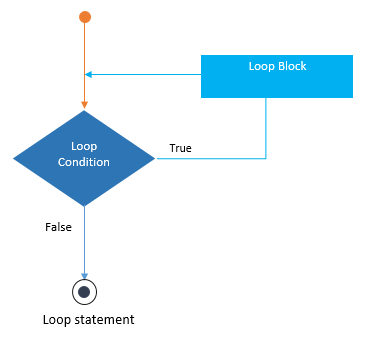 Loop Block
Loop
Condition
True
False
Loop statement